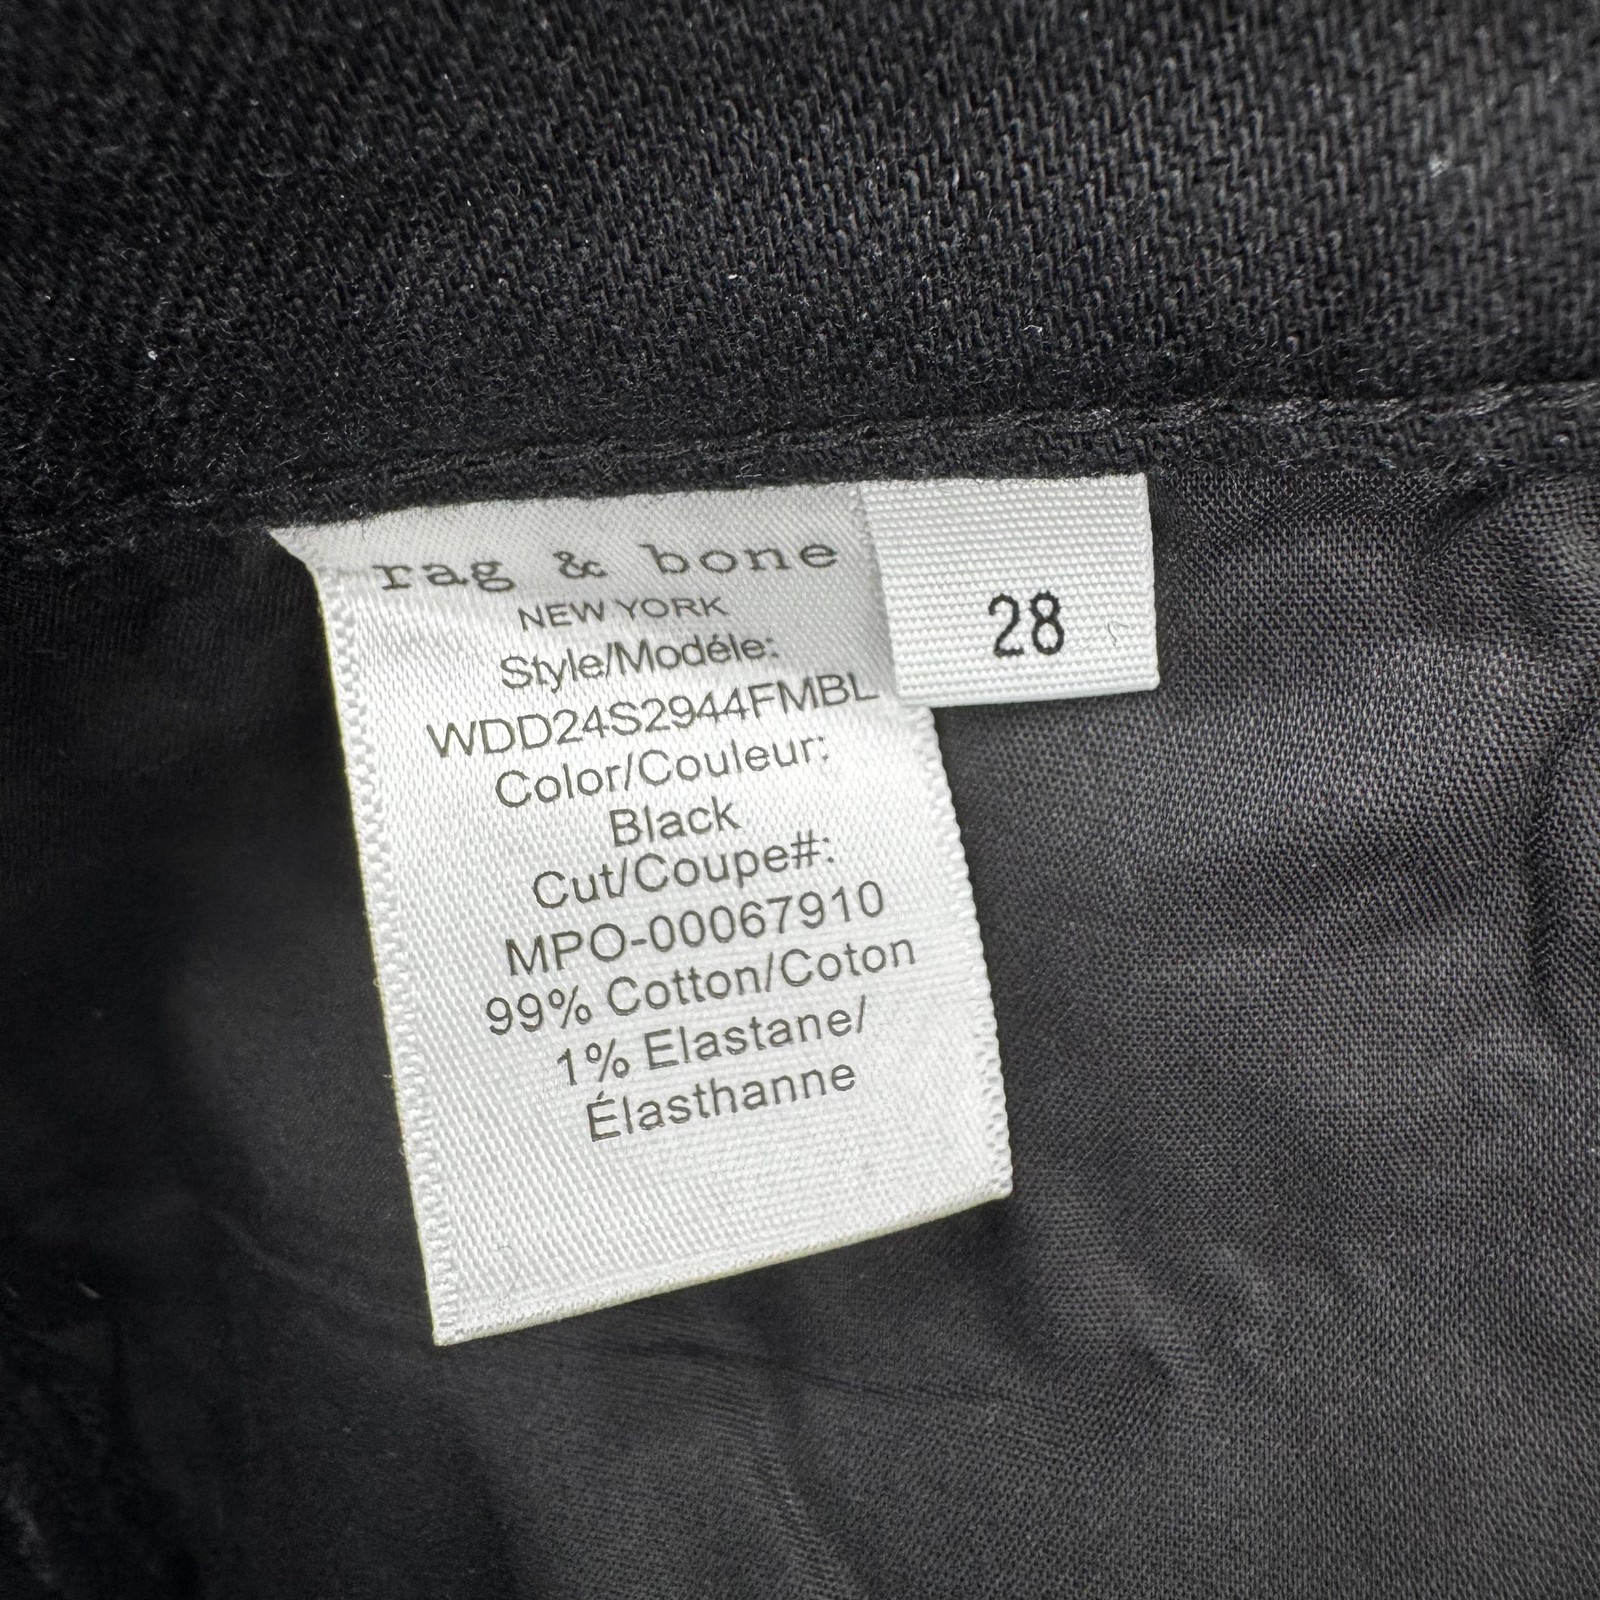 rag & bone
NEW YORK
Style/Modéle:
WDD24S2944FMBL
Color/Couleur:
Black
Cut/Coupe#:
MPO-00067910
99% Cotton/Coton
1% Elastane/
Élasthanne
28